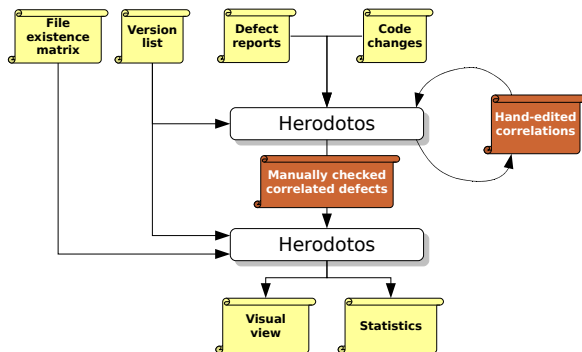 File
existence
matrix
Version
list
Defect
reports
Code
changes
Herodotos
Hand-edited
correlations
Manually checked
correlated defects
Herodotos
Visual
view
Statistics